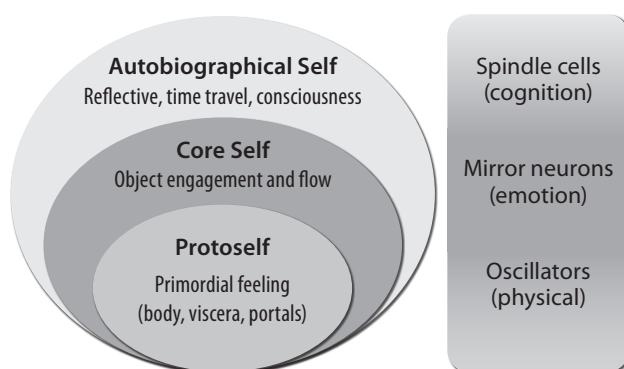 Autobiographical Self
Reflective, time travel, consciousness
Core Self
Object engagement and flow
Protoself
Primordial feeling
(body, viscera, portals)
Spindle cells
(cognition)
Mirror neurons
(emotion)
Oscillators
(physical)